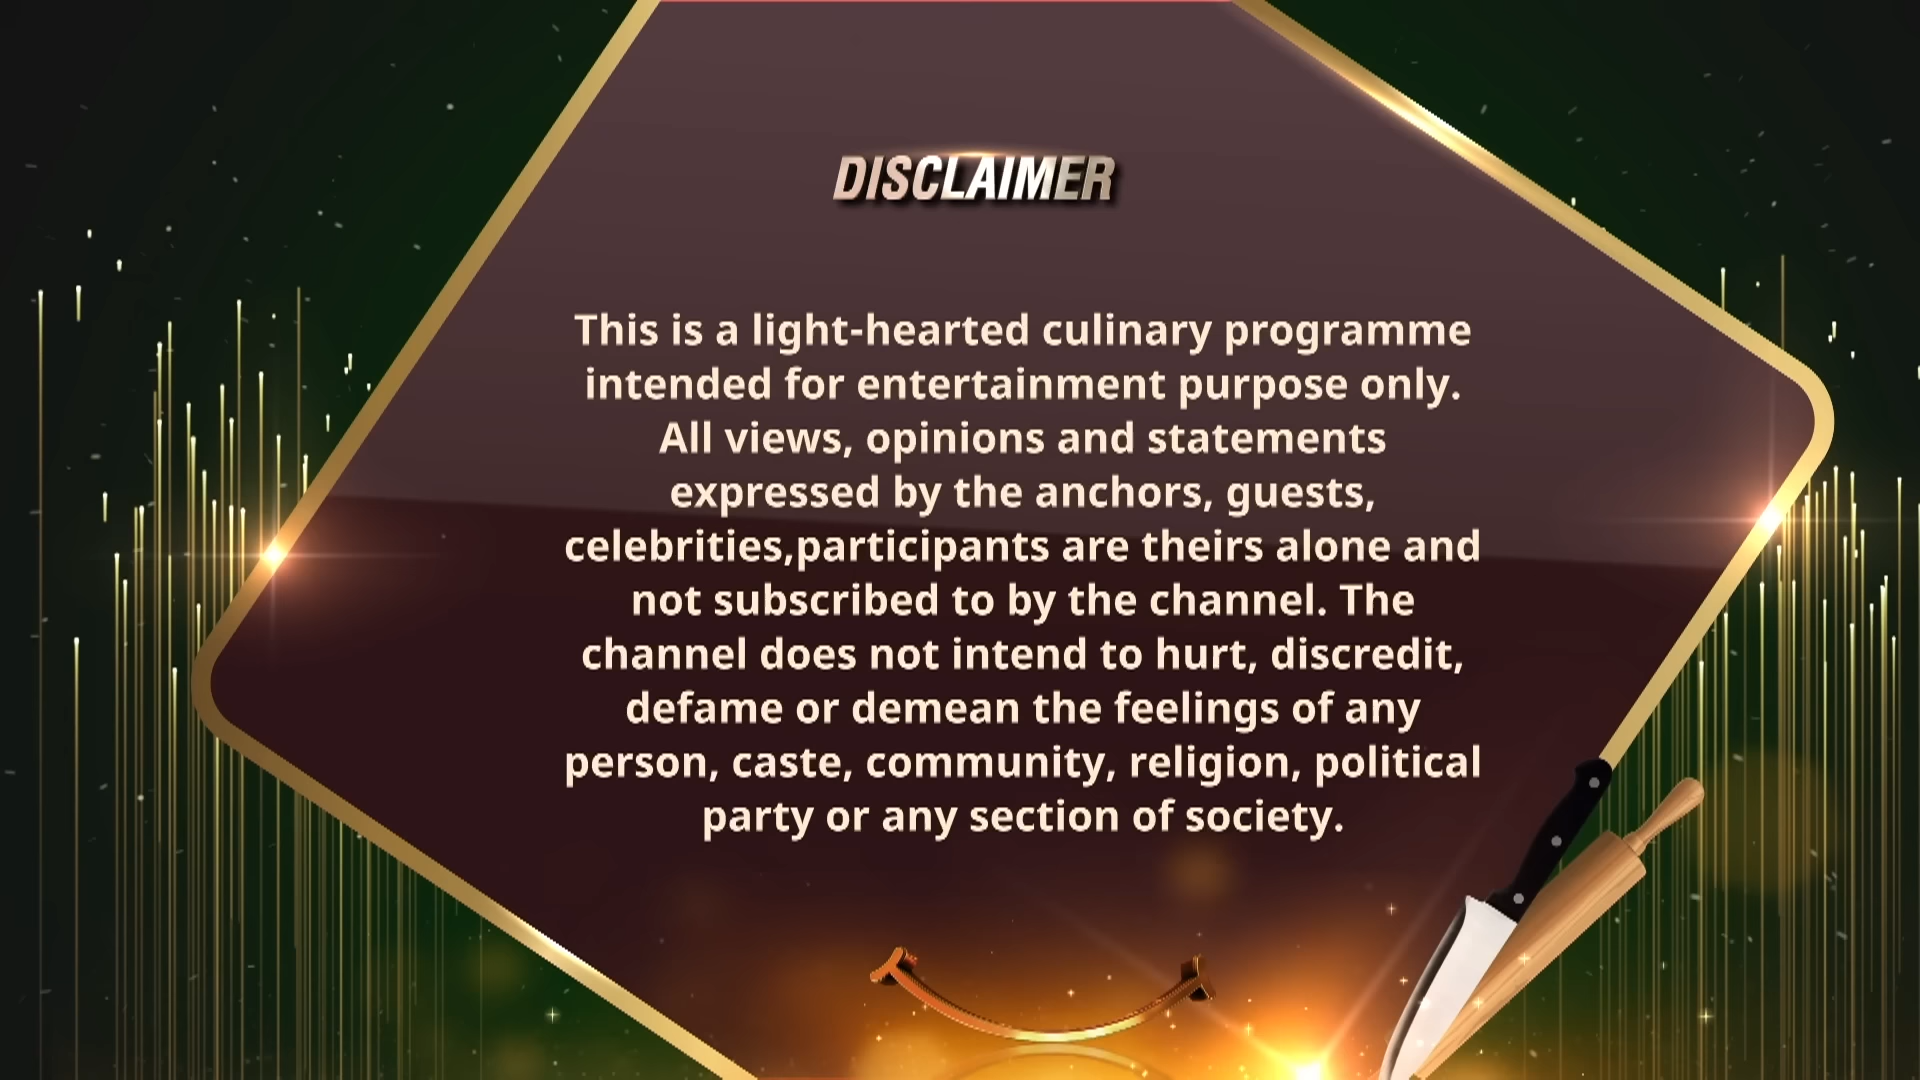 DISCLAIMER
This is a light-hearted culinary programme
intended for entertainment purpose only.
All views, opinions and statements
expressed by the anchors, guests,
celebrities,participants are theirs alone and
not subscribed to by the channel. The
channel does not intend to hurt, discredit,
defame or demean the feelings of any
person, caste, community, religion, political
party or any section of society.